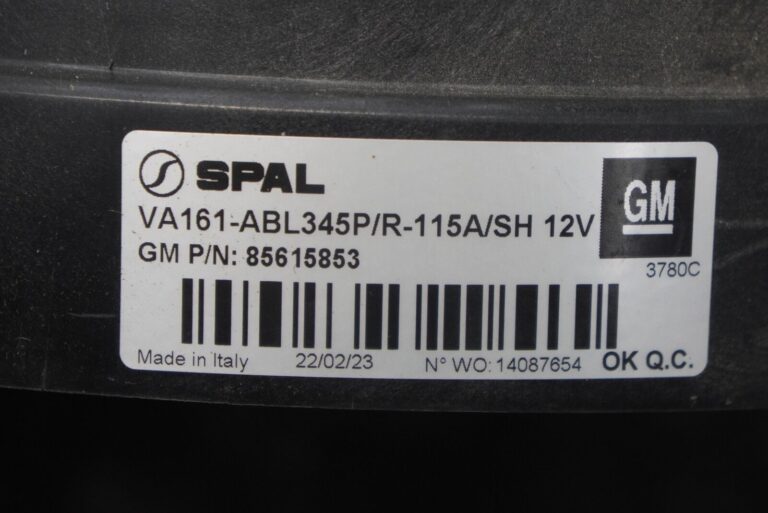 SPAL
GM
VA161-ABL345P/R-115A/SH 12V
GM P/N: 85615853
3780C
Made in Italy 22/02/23 N° WO: 14087654 OK Q.C.